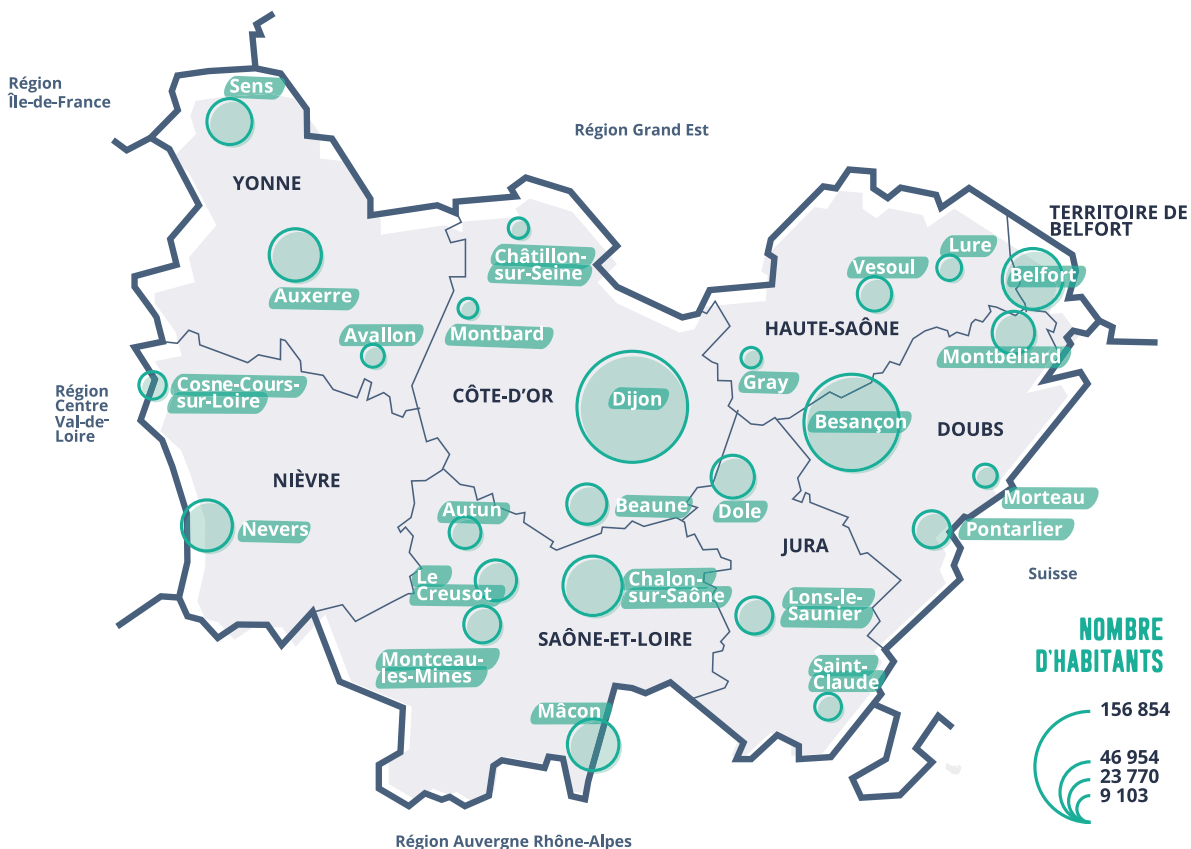 Région
Île-de-France
Sens
Région Grand Est
YONNE
TERRITOIRE DE
BELFORT
Châtillon-
sur-Seine
Lure
Vesoul
Belfort
Auxerre
Avallon
Montbard
HAUTE-SAÔNE
Montbéliard
Gray
Région
Centre
Val-de-
Loire
Cosne-Cours-
sur-Loire
CÔTE-D'OR
Dijon
Besançon
DOUBS
NIÈVRE
Nevers
Autun
Beaune
Dole
Morteau
Pontarlier
JURA
Suisse
Le
Creusot
Chalon-
sur-Saône
Lons-le-
Saunier
SAÔNE-ET-LOIRE
Montceau-
les-Mines
Saint-
Claude
Mâcon
NOMBRE
D'HABITANTS
156 854
46 954
23 770
9 103
Région Auvergne Rhône-Alpes